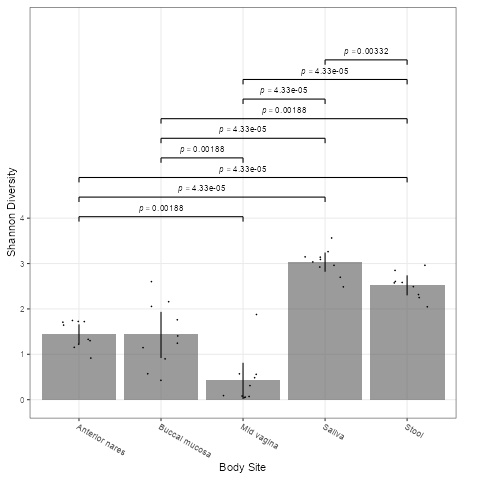 p = 0.00332
p = 4.33e-05
p = 4.33e-05
p = 0.00188
p = 4.33e-05
p = 0.00188
p = 4.33e-05
p = 4.33e-05
p = 0.00188
Shannon Diversity
4
3
2
1
0
Anterior nares
Buccal mucosa
Mid vagina
Saliva
Stool
Body Site